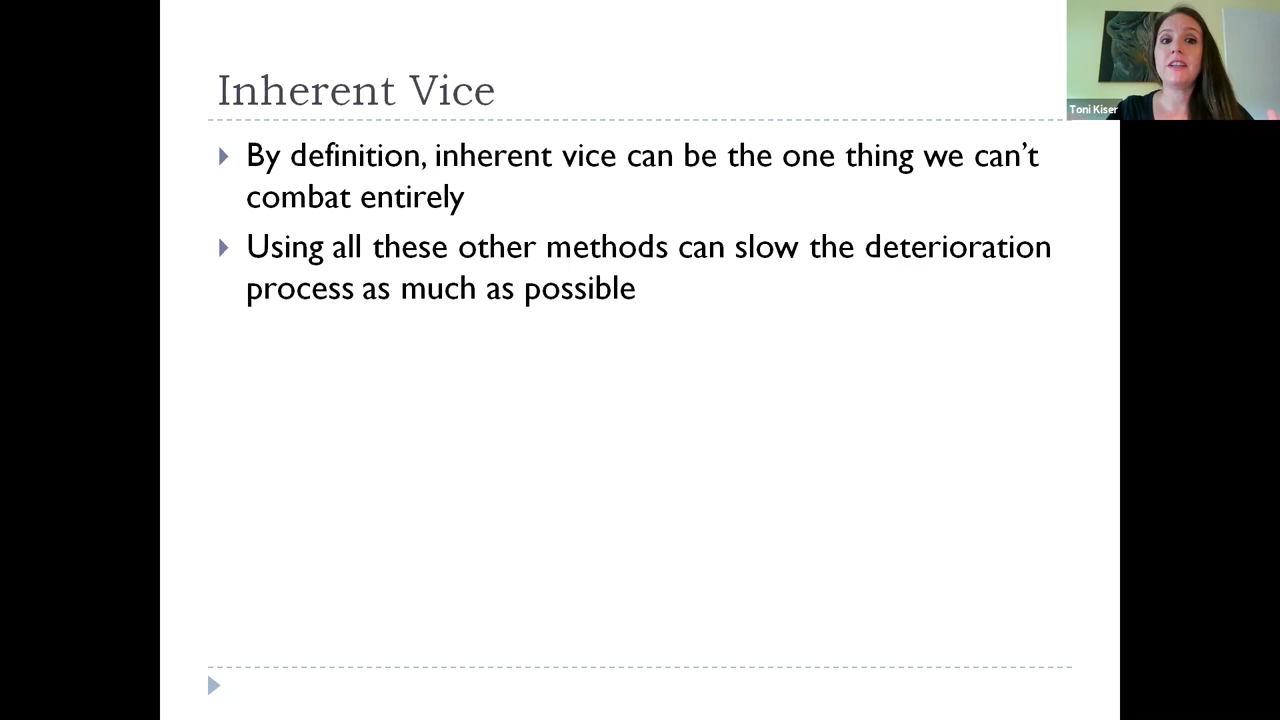 Inherent Vice
By definition, inherent vice can be the one thing we can’t
combat entirely
Using all these other methods can slow the deterioration
process as much as possible
Toni Kiser